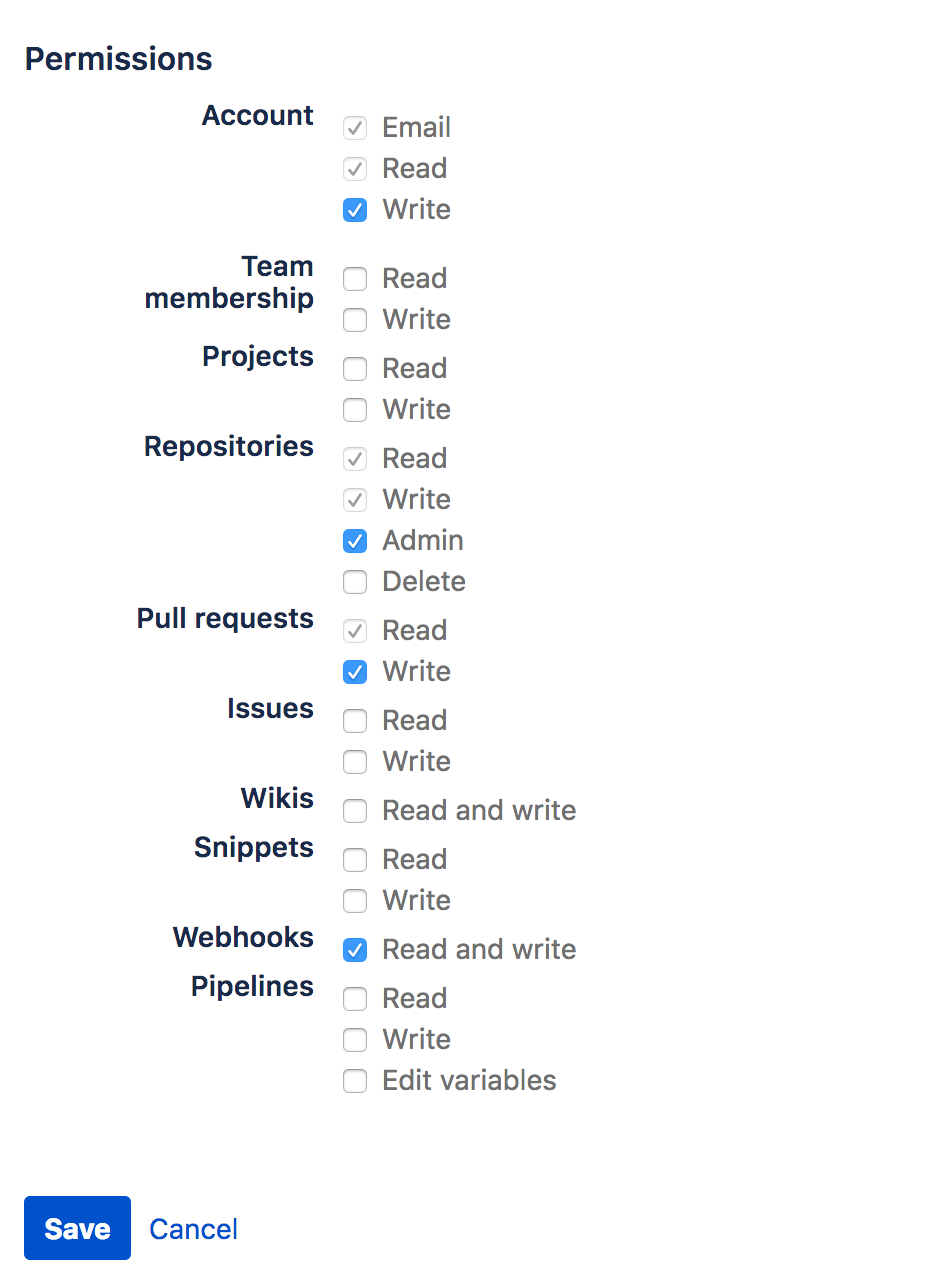 Permissions
Account
Email
Read
Write
Team
membership
Read
Write
Projects
Read
Write
Repositories
Read
Write
Admin
Delete
Pull requests
Read
Write
Issues
Read
Write
Wikis
Read and write
Snippets
Read
Write
Webhooks
Read and write
Pipelines
Read
Write
Edit variables
Save Cancel